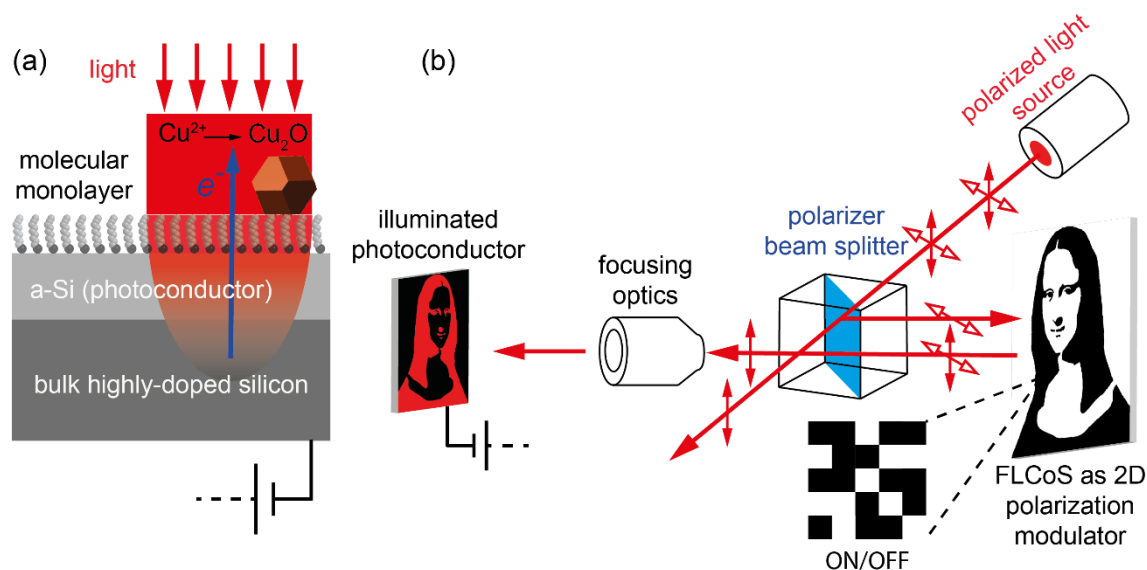 (a)
light
Cu²⁺ → Cu₂O
molecular
monolayer
e⁻
a-Si (photoconductor)
bulk highly-doped silicon
(b)
polarized light
source
polarizer
beam splitter
illuminated
photoconductor
focusing
optics
FLCoS as 2D
polarization
modulator
ON/OFF